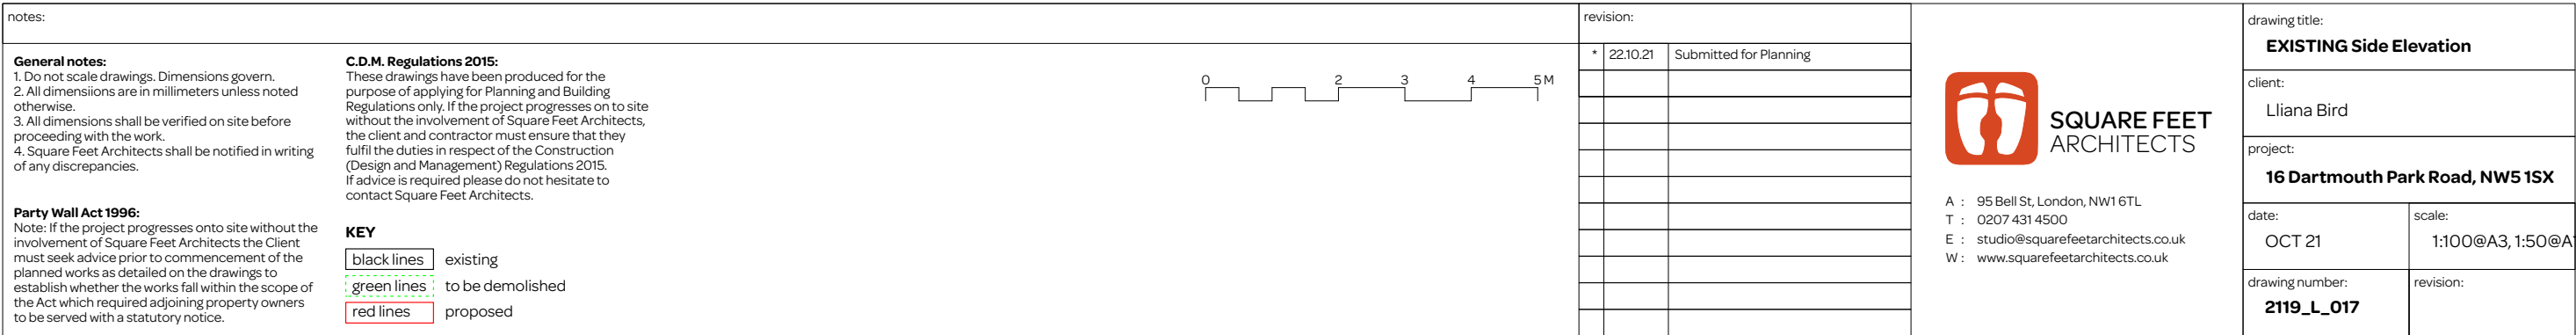 notes:
General notes:
1. Do not scale drawings. Dimensions govern.
2. All dimensiions are in millimeters unless noted
otherwise.
3. All dimensions shall be verified on site before
proceeding with the work.
4. Square Feet Architects shall be notified in writing
of any discrepancies.
Party Wall Act 1996:
Note: If the project progresses onto site without the
involvement of Square Feet Architects the Client
must seek advice prior to commencement of the
planned works as detailed on the drawings to
establish whether the works fall within the scope of
the Act which required adjoining property owners
to be served with a statutory notice.
C.D.M. Regulations 2015:
These drawings have been produced for the
purpose of applying for Planning and Building
Regulations only. If the project progresses on to site
without the involvement of Square Feet Architects,
the client and contractor must ensure that they
fulfil the duties in respect of the Construction
(Design and Management) Regulations 2015.
If advice is required please do not hesitate to
contact Square Feet Architects.
KEY
black lines existing
green lines to be demolished
red lines proposed
0 2 3 4 5 M
revision:
* 22.10.21 Submitted for Planning
SQUARE FEET
ARCHITECTS
A : 95 Bell St, London, NW1 6TL
T : 0207 431 4500
E : studio@squarefeetarchitects.co.uk
W : www.squarefeetarchitects.co.uk
drawing title:
EXISTING Side Elevation
client:
Lliana Bird
project:
16 Dartmouth Park Road, NW5 1SX
date:
OCT 21
scale:
1:100@A3, 1:50@A1
drawing number:
2119_L_017
revision: